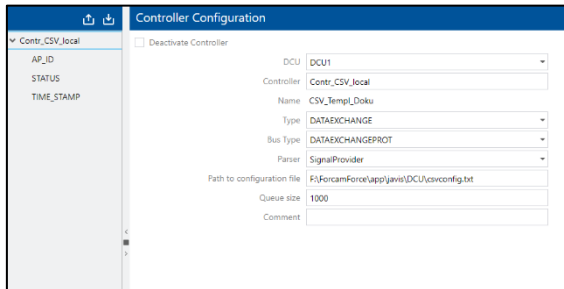 Controller Configuration
Contr_CSV_local
AP_ID
STATUS
TIME_STAMP
Deactivate Controller
DCU DCU1
Controller Contr_CSV_local
Name CSV_Templ_Doku
Type DATAEXCHANGE
Bus Type DATAEXCHANGEPROT
Parser SignalProvider
Path to configuration file F:\ForcamForce\app\javis\DCU\csvconfig.txt
Queue size 1000
Comment